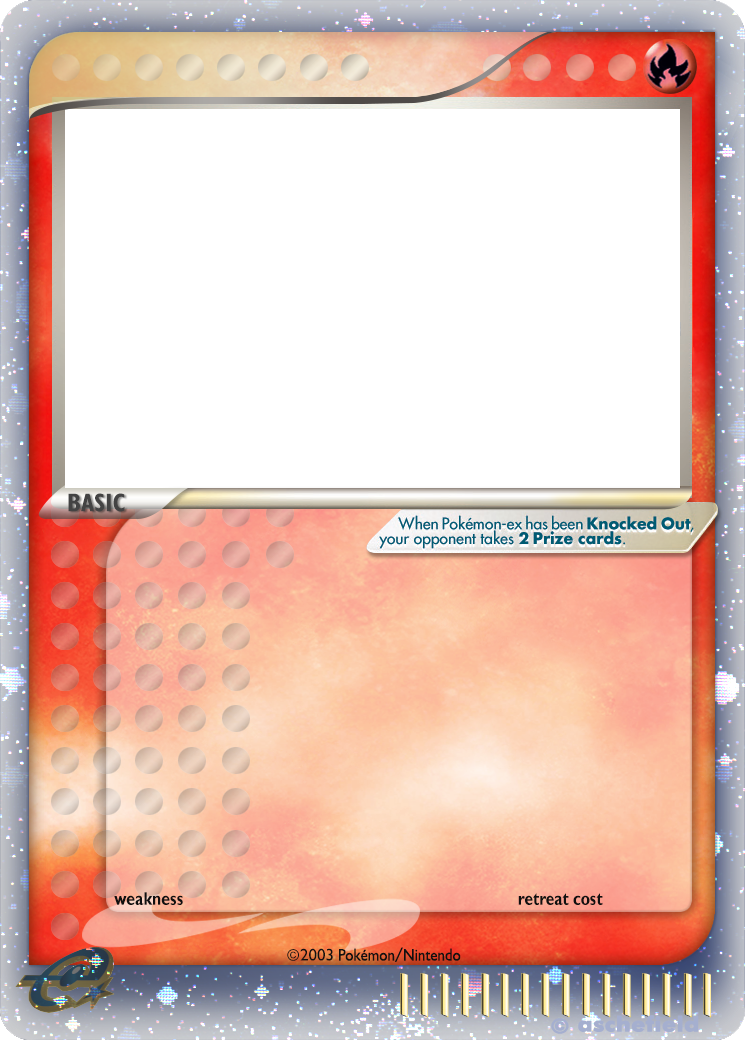 BASIC
When Pokémon-ex has been Knocked Out,
your opponent takes 2 Prize cards.
weakness retreat cost
©2003 Pokémon/Nintendo
© aschefield